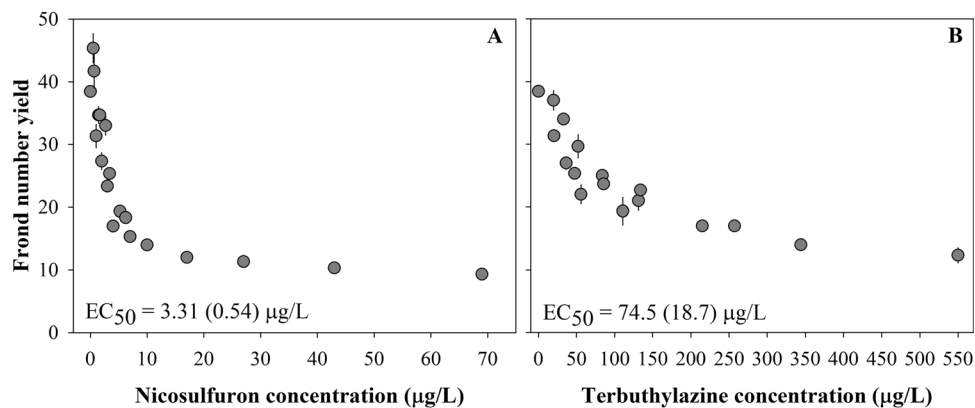 A
B
Frond number yield
50
40
30
20
10
0
EC50 = 3.31 (0.54) µg/L
EC50 = 74.5 (18.7) µg/L
0 10 20 30 40 50 60 70
0 50 100 150 200 250 300 350 400 450 500 550
Nicosulfuron concentration (µg/L)
Terbuthylazine concentration (µg/L)